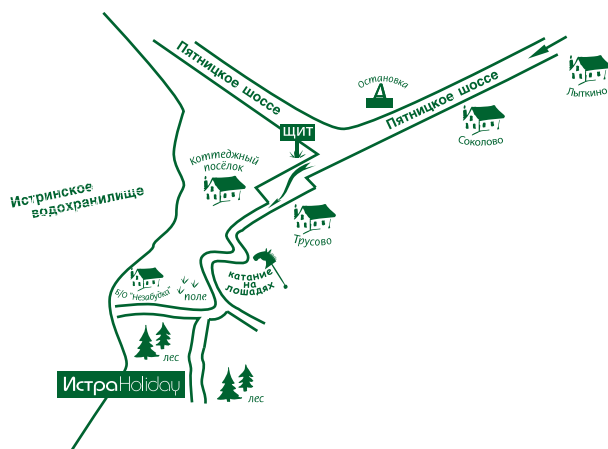 Пятницкое шоссе
Остановка
А
Пятницкое шоссе
Лыткино
ЩИТ
Соколово
Коттеджный
посёлок
Истринское
водохранилище
Трусово
катание
на
лошадях
Б/О "Незабудка"
поле
лес
ИстраHoliday
лес